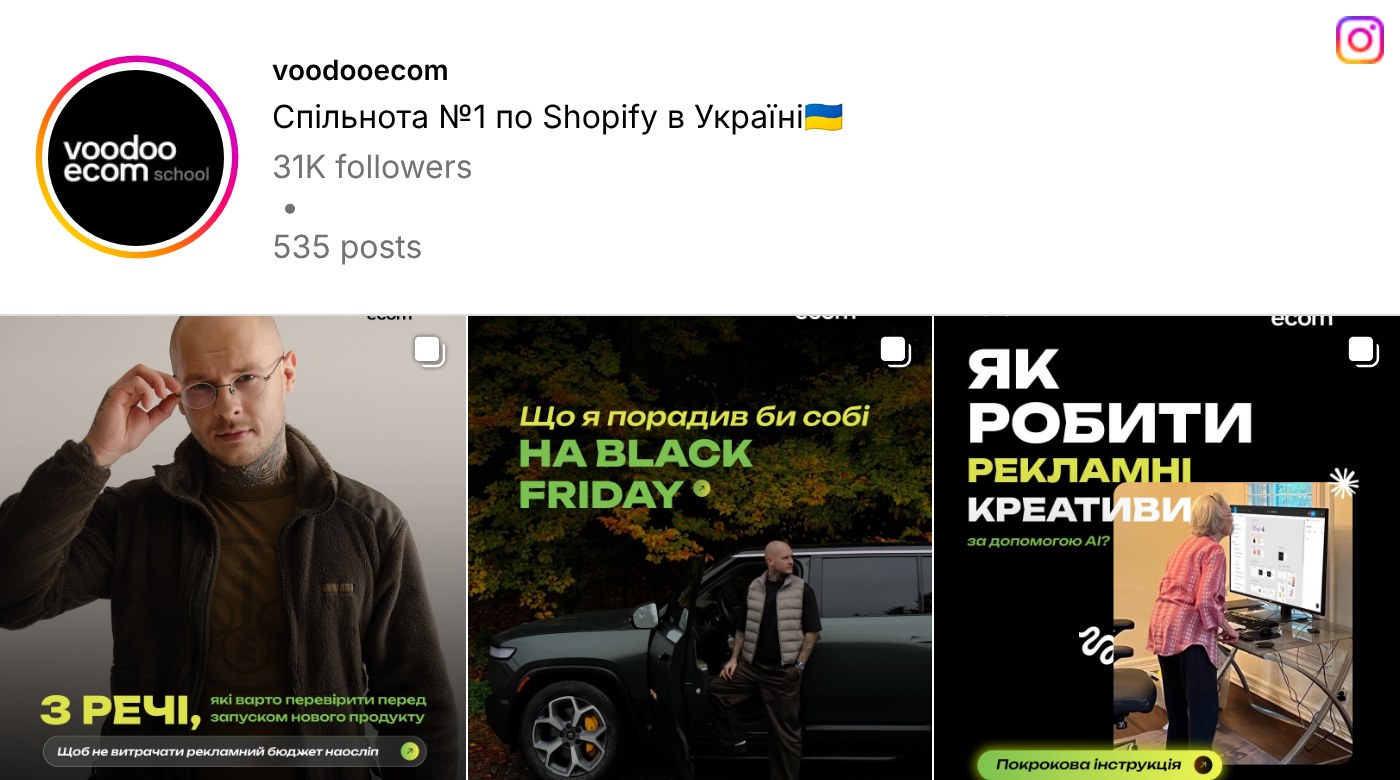 voodooecom
Спільнота №1 по Shopify в Україні🇺🇦
31K followers
•
535 posts
voodoo
ecom school
ecom
3 РЕЧІ,
які варто перевірити перед
запуском нового продукту
Щоб не витрачати рекламний бюджет наосліп
ecom
Що я порадив би собі
НА BLACK
FRIDAY
ecom
ЯК
РОБИТИ
РЕКЛАМНІ
КРЕАТИВИ
за допомогою AI?
Покрокова інструкція